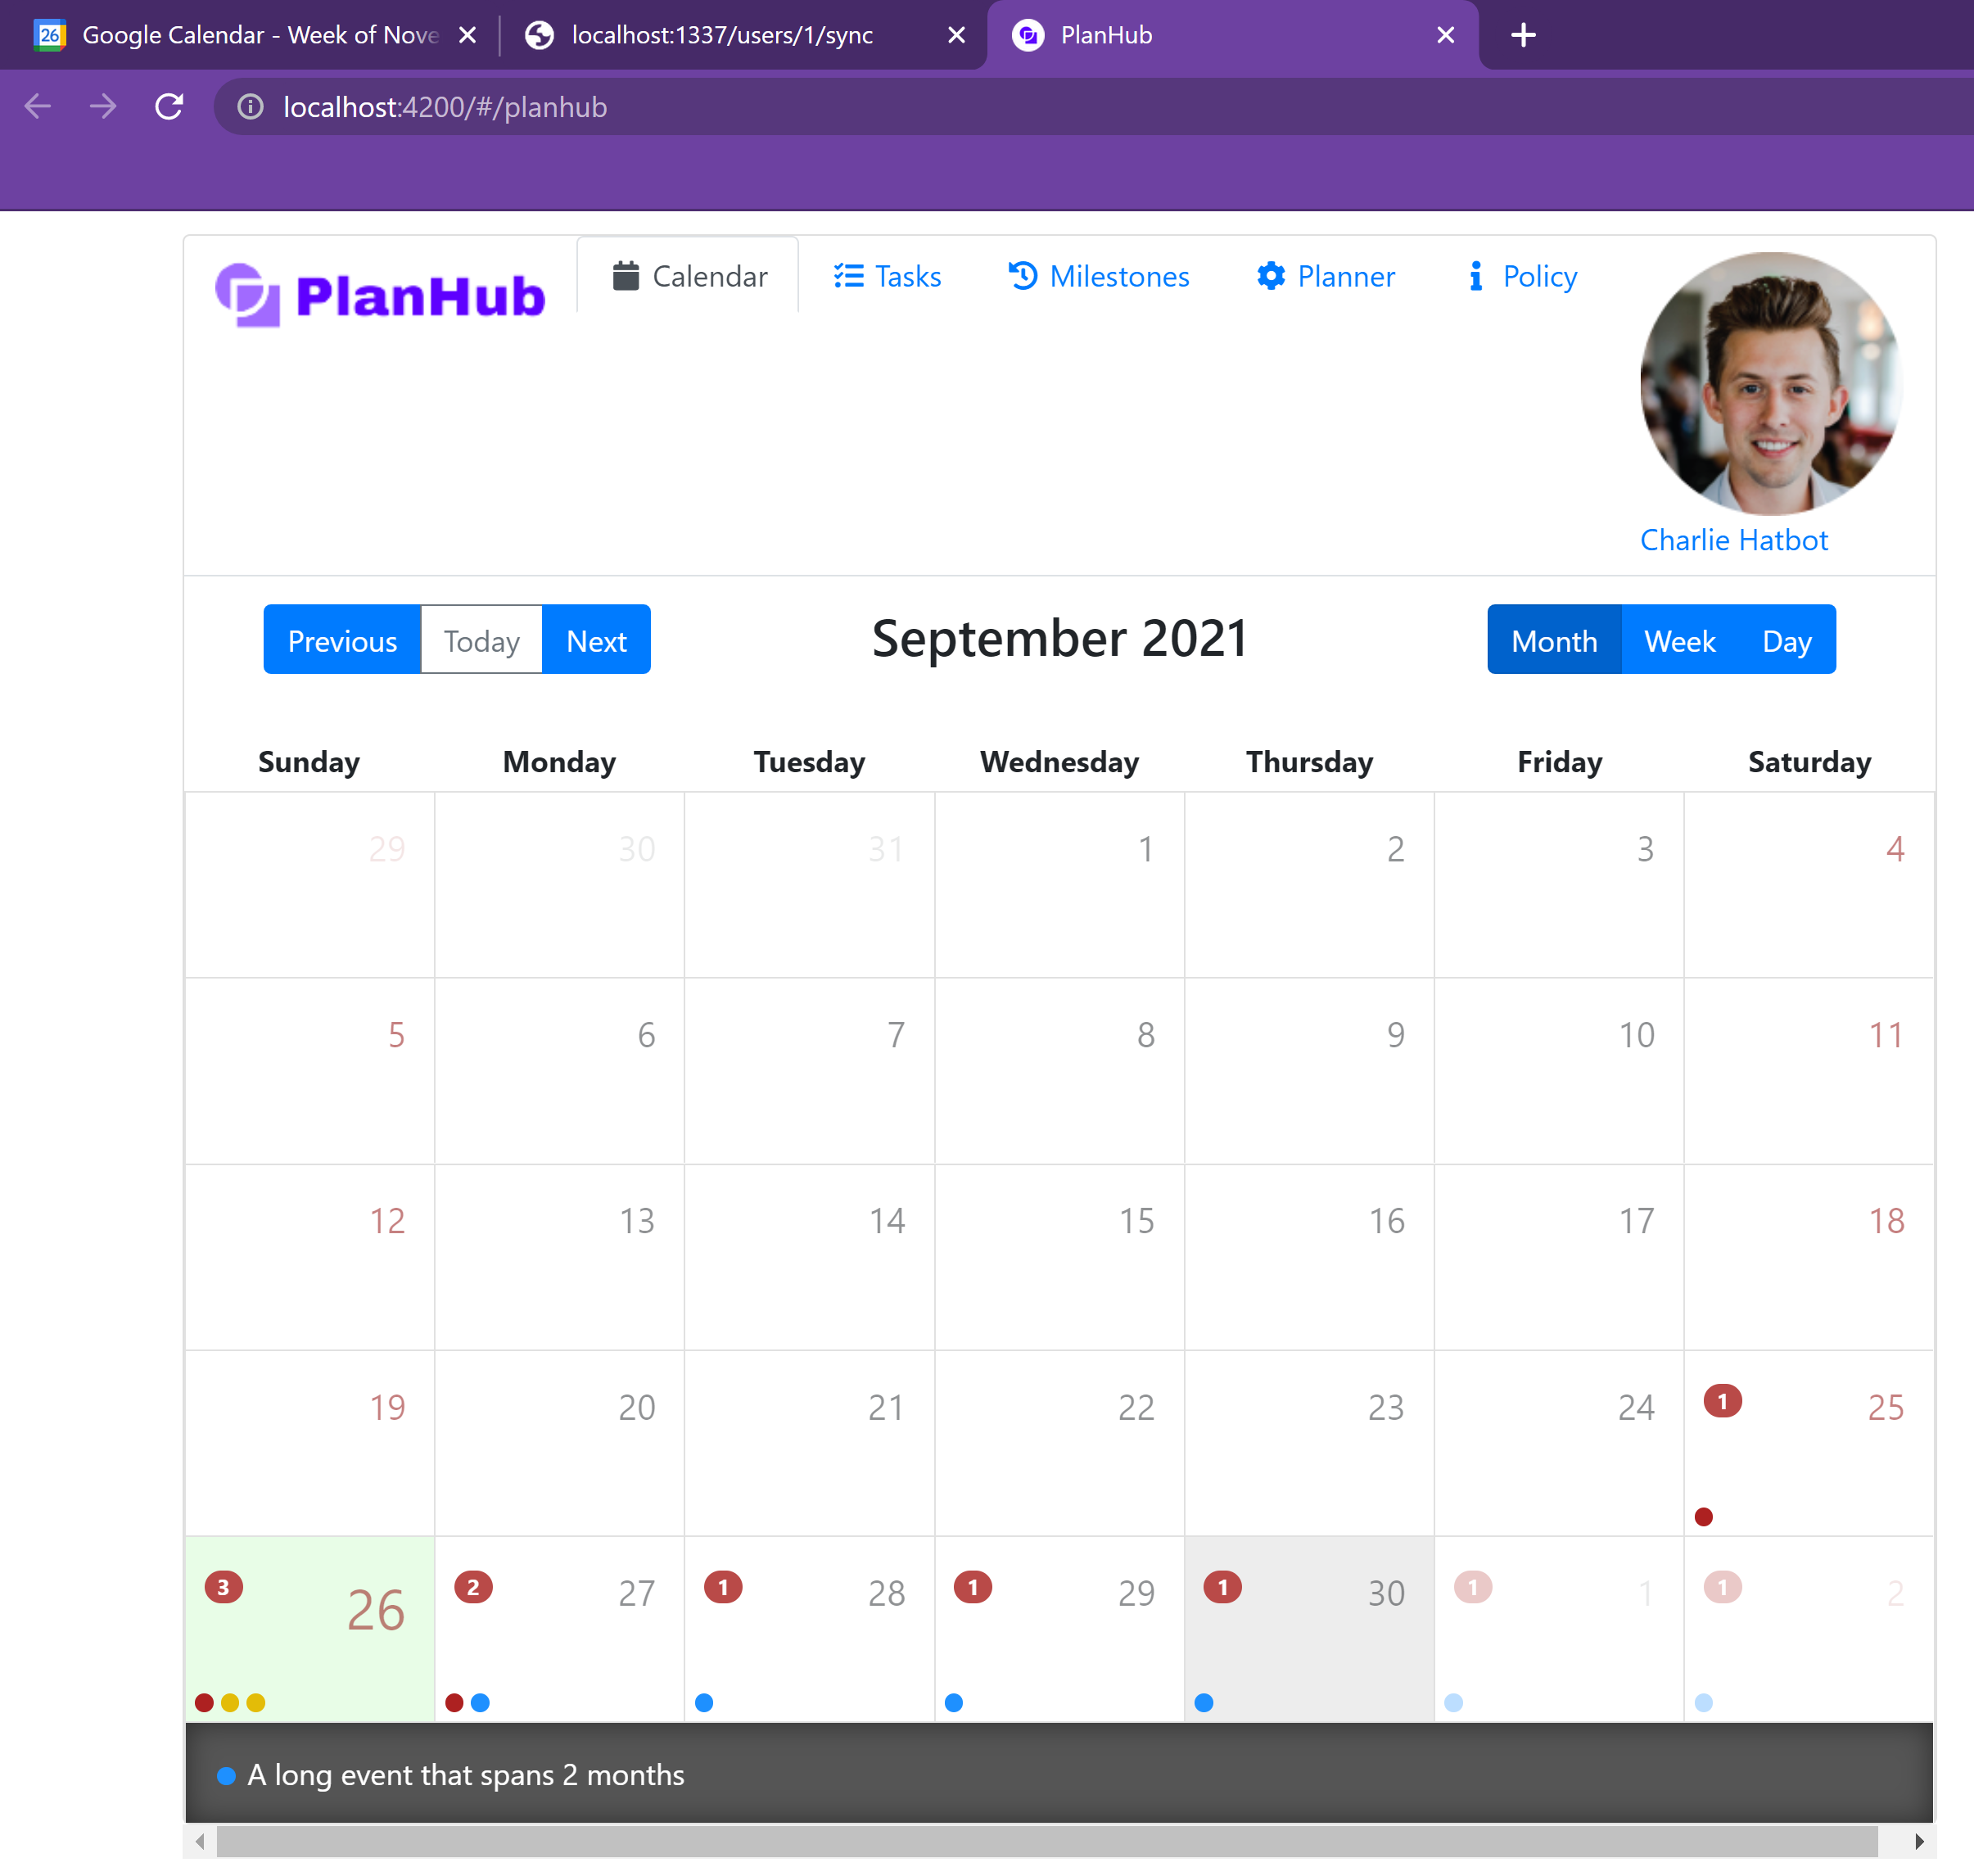 26 Google Calendar - Week of Nove
localhost:1337/users/1/sync
PlanHub
localhost:4200/#/planhub
PlanHub
Calendar
Tasks
Milestones
Planner
Policy
Charlie Hatbot
Previous Today Next
September 2021
Month Week Day
Sunday Monday Tuesday Wednesday Thursday Friday Saturday
29 30 31 1 2 3 4
5 6 7 8 9 10 11
12 13 14 15 16 17 18
19 20 21 22 23 24 1 25
3 26 2 27 1 28 1 29 1 30 1 1 1 2
A long event that spans 2 months